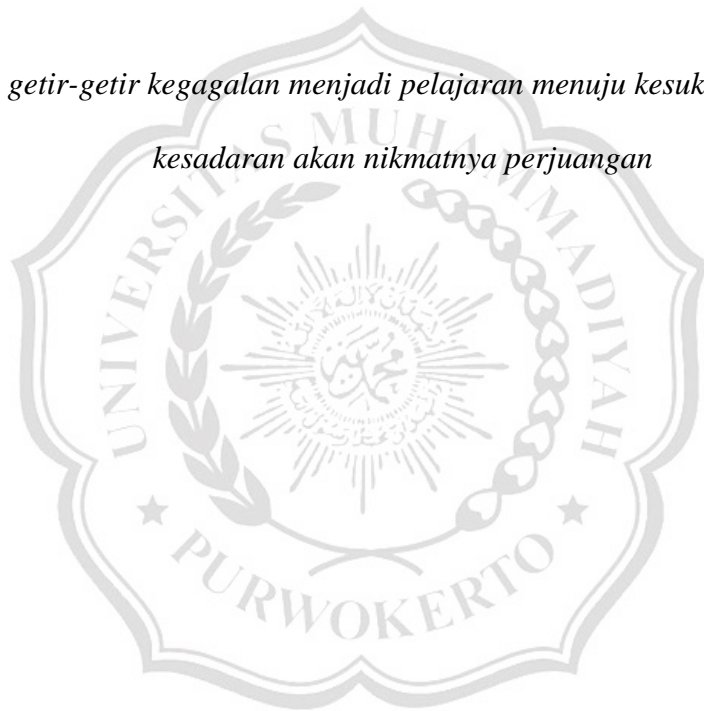 getir-getir kegagalan menjadi pelajaran menuju kesuk
kesadaran akan nikmatnya perjuangan
UNIVERSITAS MUHAMMADIYAH
PURWOKERTO